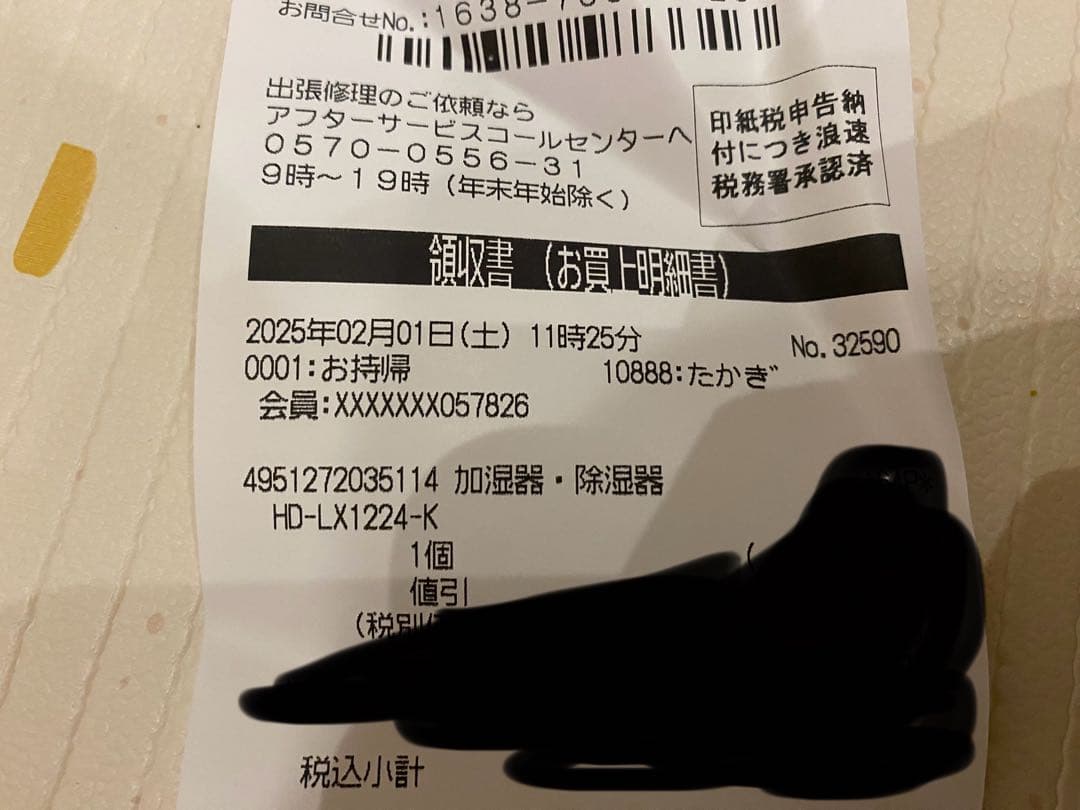 お問合せNo.:1638-7
出張修理のご依頼なら
アフターサービスコールセンターへ
0570-0556-31
9時～19時(年末年始除く)
印紙税申告納
付につき浪速
税務署承認済
領収書 (お買上明細書)
2025年02月01日(土) 11時25分 No.32590
0001:お持帰 10888:たかぎ
会員:XXXXXXX057826
4951272035114 加湿器・除湿器
HD-LX1224-K
1個 (
値引
(税別
税込小計